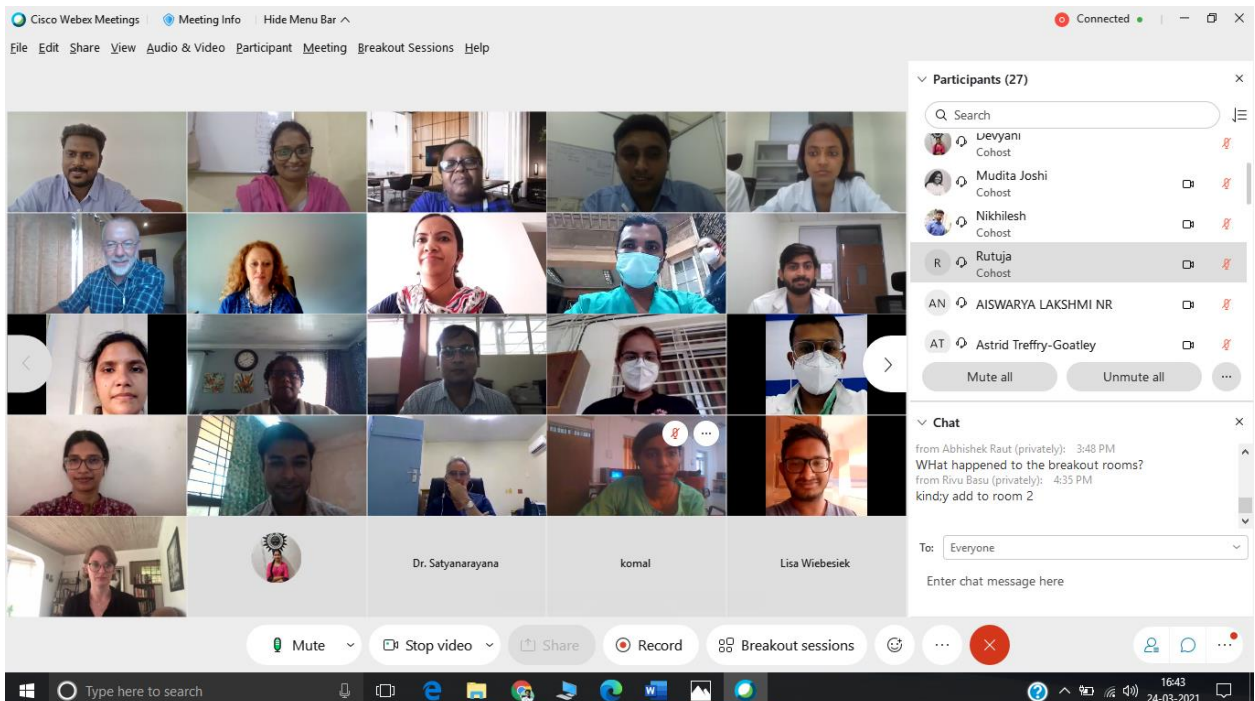 Cisco Webex Meetings Meeting Info Hide Menu Bar
Connected
File Edit Share View Audio & Video Participant Meeting Breakout Sessions Help
Participants (27)
Search
Devyani
Cohost
Mudita Joshi
Cohost
Nikhilesh
Cohost
R Rutuja
Cohost
AN AISWARYA LAKSHMI NR
AT Astrid Treffry-Goatley
Mute all Unmute all
Chat
from Abhishek Raut (privately): 3:48 PM
WHat happened to the breakout rooms?
from Rivu Basu (privately): 4:35 PM
kind;y add to room 2
To: Everyone
Enter chat message here
Dr. Satyanarayana
komal
Lisa Wiebesiek
Mute Stop video Share Record Breakout sessions
Type here to search
16:43
24-03-2021